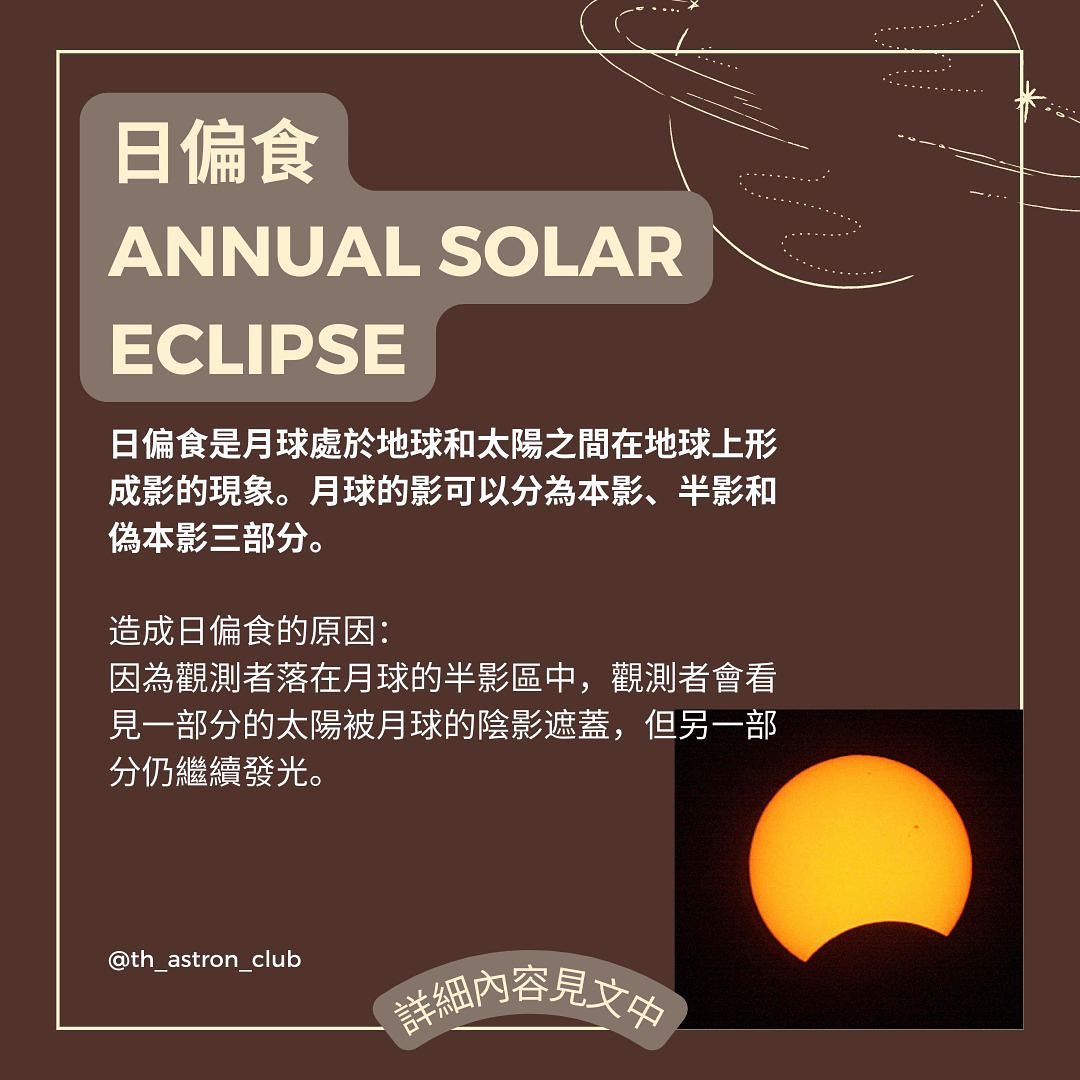 日偏食
ANNUAL SOLAR
ECLIPSE
日偏食是月球處於地球和太陽之間在地球上形
成影的現象。月球的影可以分為本影、半影和
偽本影三部分。
造成日偏食的原因：
因為觀測者落在月球的半影區中，觀測者會看
見一部分的太陽被月球的陰影遮蓋，但另一部
分仍繼續發光。
@th_astron_club
詳細內容見文中